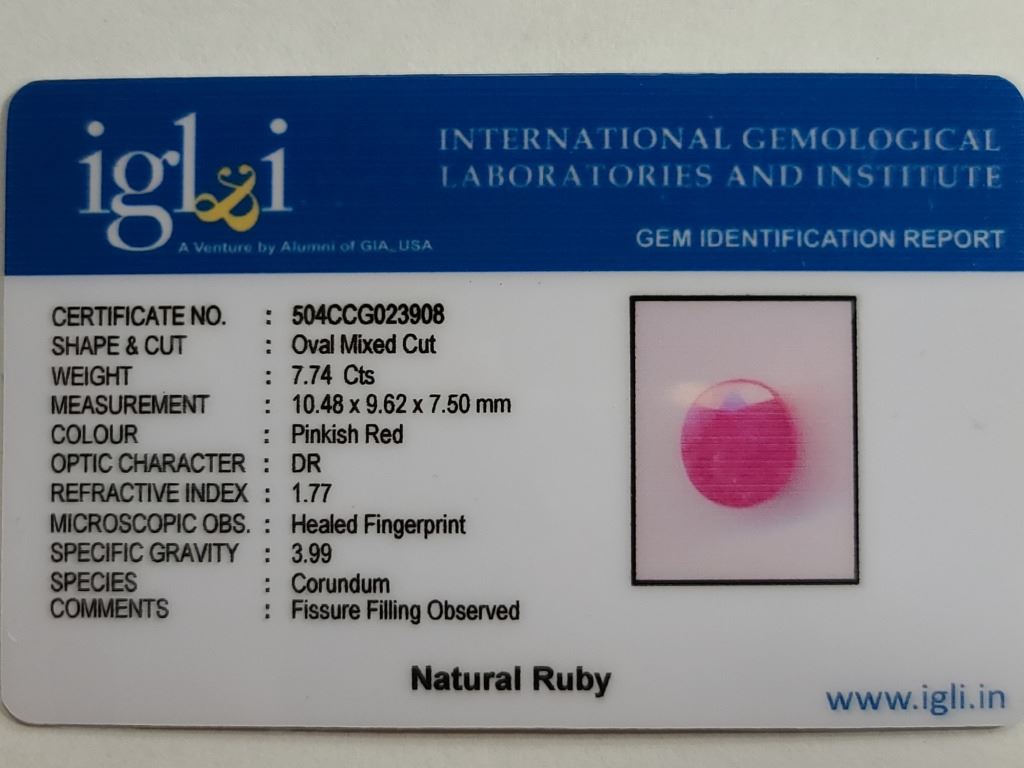 igl&i
A Venture by Alumni of GIA_USA
INTERNATIONAL GEMOLOGICAL
LABORATORIES AND INSTITUTE
GEM IDENTIFICATION REPORT
CERTIFICATE NO. : 504CCG023908
SHAPE & CUT : Oval Mixed Cut
WEIGHT : 7.74 Cts
MEASUREMENT : 10.48 x 9.62 x 7.50 mm
COLOUR : Pinkish Red
OPTIC CHARACTER : DR
REFRACTIVE INDEX : 1.77
MICROSCOPIC OBS. : Healed Fingerprint
SPECIFIC GRAVITY : 3.99
SPECIES : Corundum
COMMENTS : Fissure Filling Observed
Natural Ruby
www.igli.in